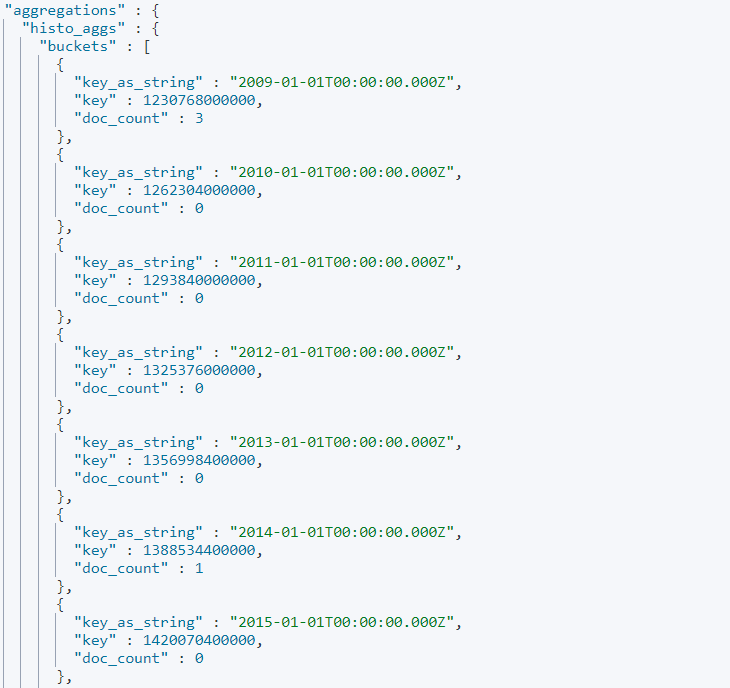 "aggregations" : {
"histo_aggs" : {
"buckets" : [
{
"key_as_string" : "2009-01-01T00:00:00.000Z",
"key" : 1230768000000,
"doc_count" : 3
},
{
"key_as_string" : "2010-01-01T00:00:00.000Z",
"key" : 1262304000000,
"doc_count" : 0
},
{
"key_as_string" : "2011-01-01T00:00:00.000Z",
"key" : 1293840000000,
"doc_count" : 0
},
{
"key_as_string" : "2012-01-01T00:00:00.000Z",
"key" : 1325376000000,
"doc_count" : 0
},
{
"key_as_string" : "2013-01-01T00:00:00.000Z",
"key" : 1356998400000,
"doc_count" : 0
},
{
"key_as_string" : "2014-01-01T00:00:00.000Z",
"key" : 1388534400000,
"doc_count" : 1
},
{
"key_as_string" : "2015-01-01T00:00:00.000Z",
"key" : 1420070400000,
"doc_count" : 0
},